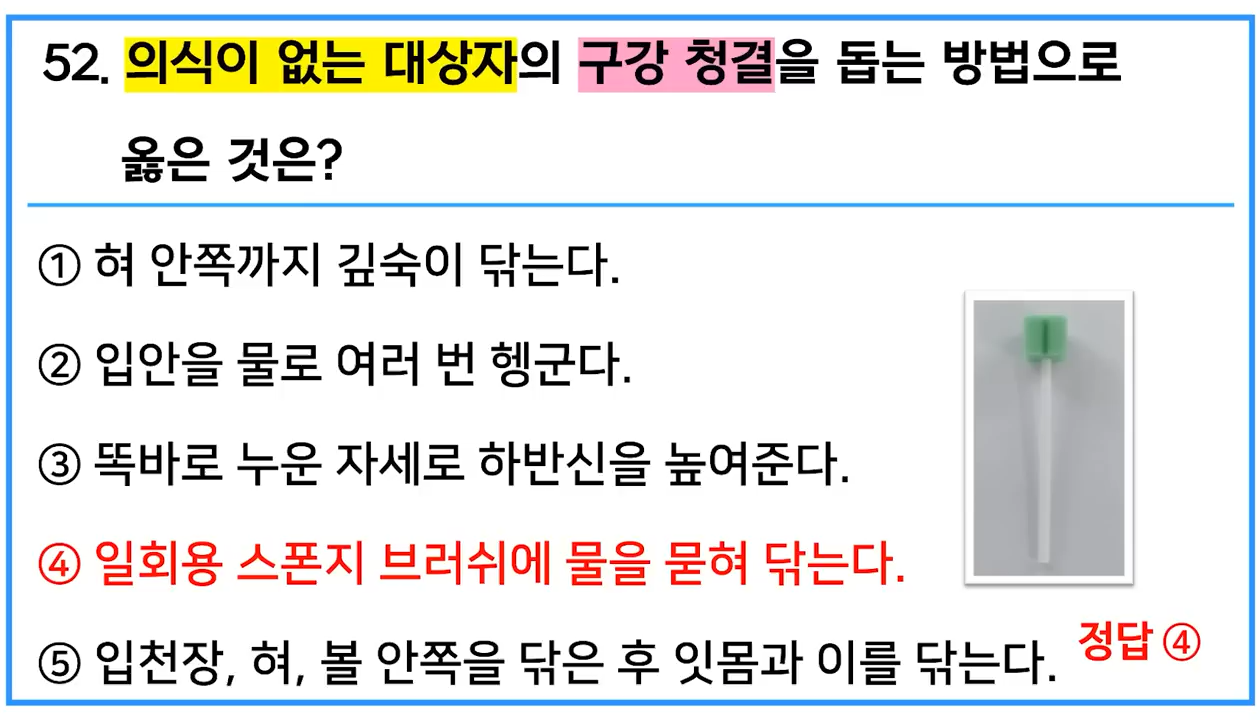 52. 의식이 없는 대상자의 구강 청결을 돕는 방법으로
옳은 것은?
① 혀 안쪽까지 깊숙이 닦는다.
② 입안을 물로 여러 번 헹군다.
③ 똑바로 누운 자세로 하반신을 높여준다.
④ 일회용 스폰지 브러쉬에 물을 묻혀 닦는다.
⑤ 입천장, 혀, 볼 안쪽을 닦은 후 잇몸과 이를 닦는다.
정답 ④